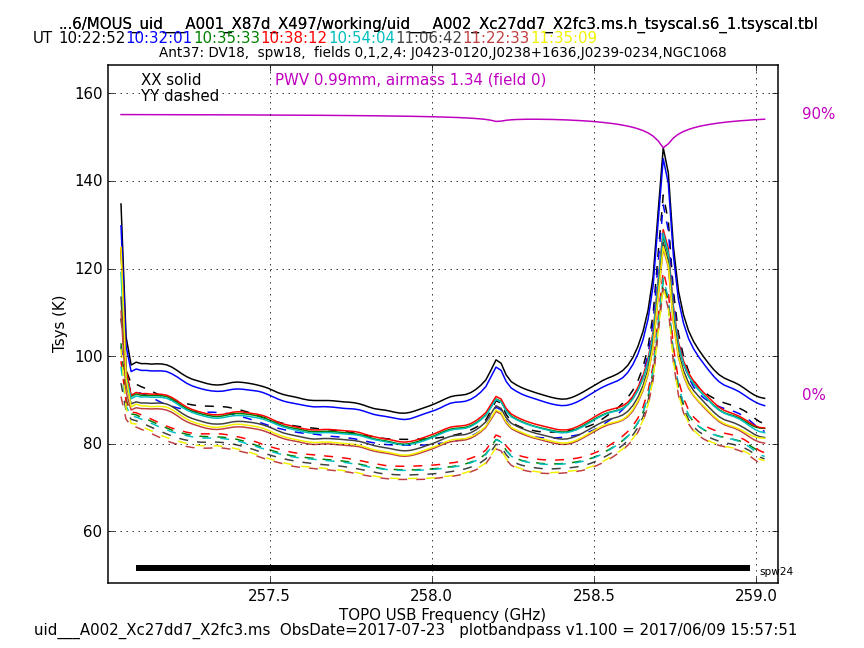 ...6/MOUS_uid___A001_X87d_X497/working/uid___A002_Xc27dd7_X2fc3.ms.h_tsyscal.s6_1.tsyscal.tbl
UT 10:22:52 10:32:01 10:35:33 10:38:12 10:54:04 11:06:42 11:22:33 11:35:09
Ant37: DV18, spw18, fields 0,1,2,4: J0423-0120,J0238+1636,J0239-0234,NGC1068
XX solid
YY dashed
PWV 0.99mm, airmass 1.34 (field 0)
90%
0%
160
140
120
100
80
60
Tsys (K)
spw24
257.5 258.0 258.5 259.0
TOPO USB Frequency (GHz)
uid___A002_Xc27dd7_X2fc3.ms ObsDate=2017-07-23 plotbandpass v1.100 = 2017/06/09 15:57:51